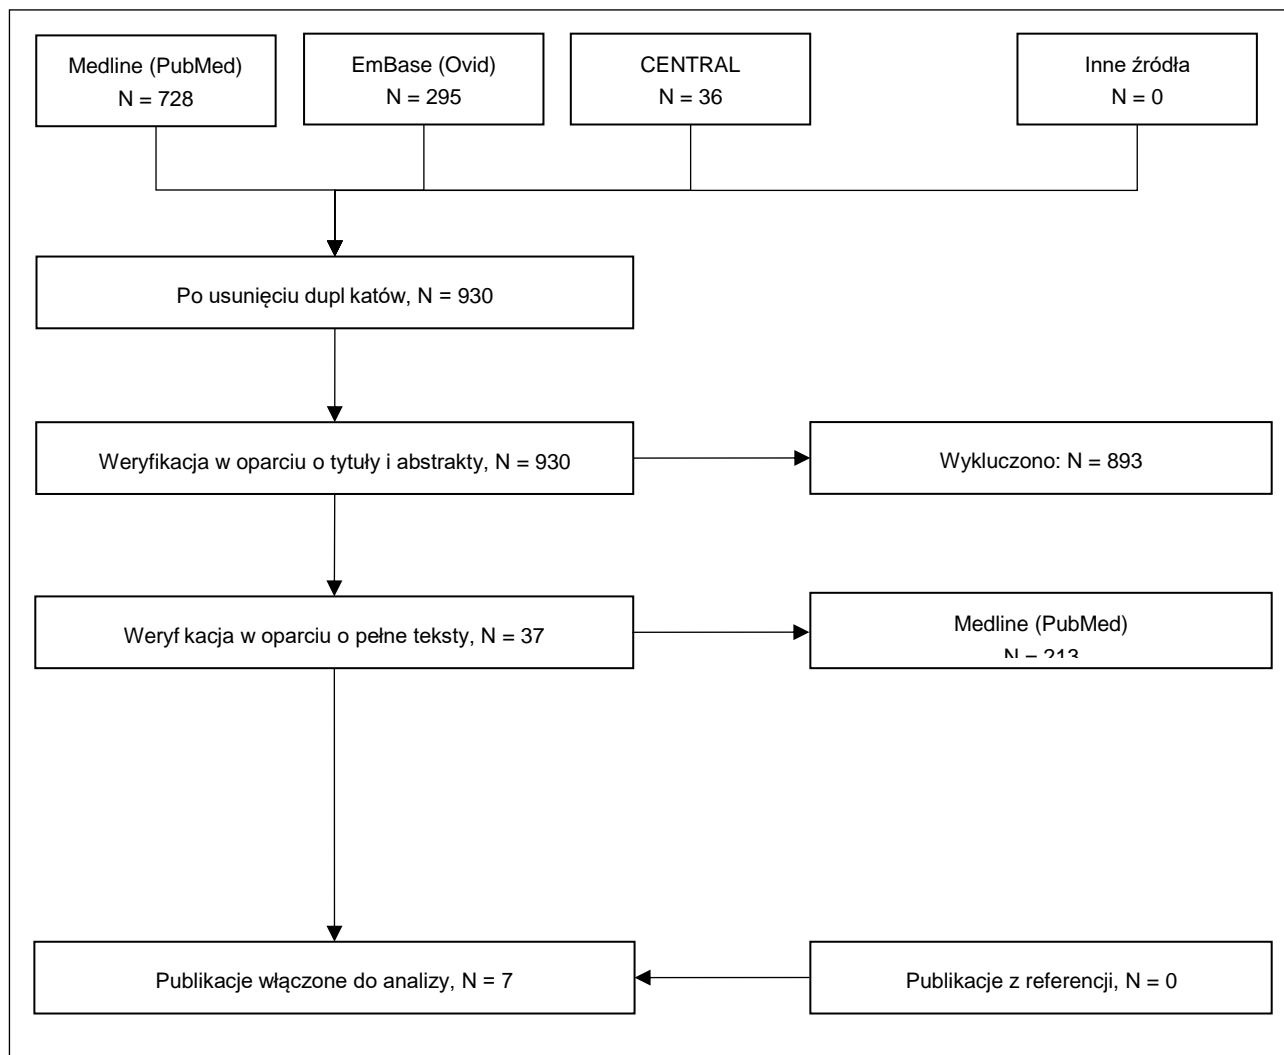 Medline (PubMed)
N = 728
EmBase (Ovid)
N = 295
CENTRAL
N = 36
Inne źródła
N = 0
Po usunięciu dupl katów, N = 930
Weryfikacja w oparciu o tytuły i abstrakty, N = 930
Wykluczono: N = 893
Weryf kacja w oparciu o pełne teksty, N = 37
Medline (PubMed)
N = 213
Publikacje włączone do analizy, N = 7
Publikacje z referencji, N = 0